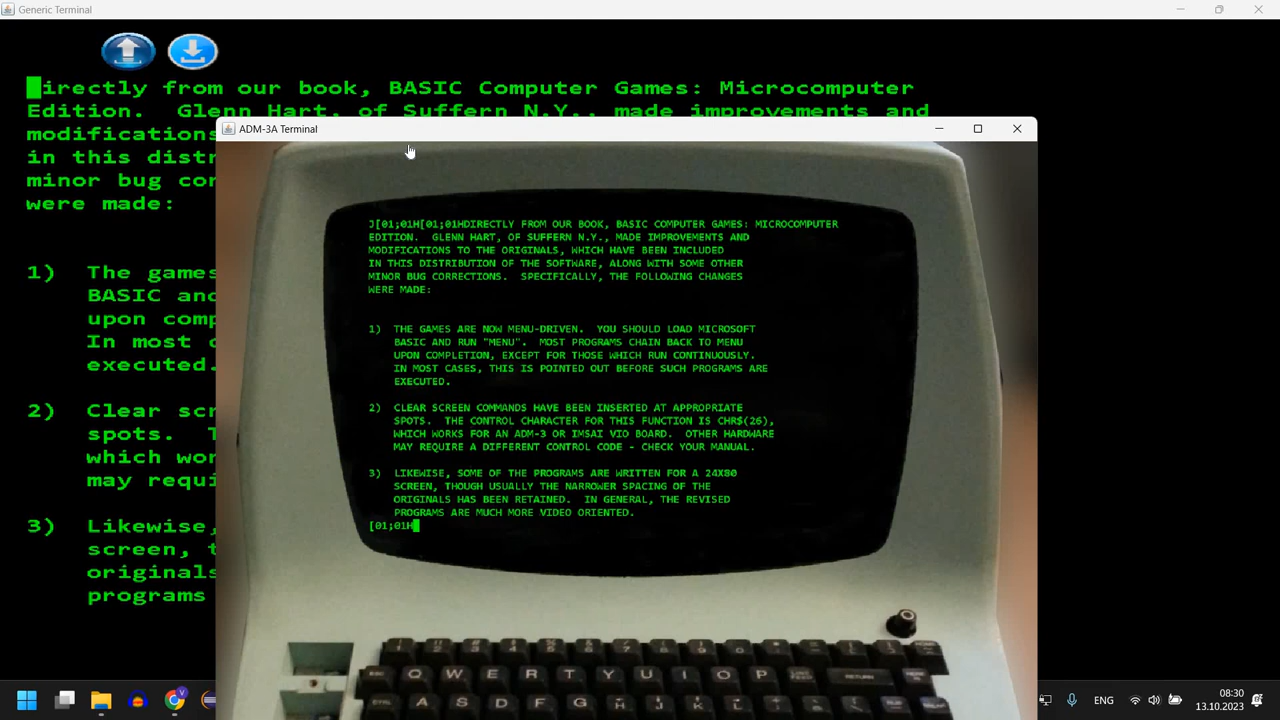 Generic Terminal
irectly from our book, BASIC Computer Games: Microcomputer
Edition.  Glenn Hart, of Suffern N.Y., made improvements and
modifications
in this distr
minor bug cor
were made:
1)  The games
BASIC and
upon comp
In most c
executed.
2)  Clear scr
spots.  T
which wor
may requi
3)  Likewise,
screen, t
originals
programs
ADM-3A Terminal
J[01;01H[01;01HDIRECTLY FROM OUR BOOK, BASIC COMPUTER GAMES: MICROCOMPUTER
EDITION.  GLENN HART, OF SUFFERN N.Y., MADE IMPROVEMENTS AND
MODIFICATIONS TO THE ORIGINALS, WHICH HAVE BEEN INCLUDED
IN THIS DISTRIBUTION OF THE SOFTWARE, ALONG WITH SOME OTHER
MINOR BUG CORRECTIONS.  SPECIFICALLY, THE FOLLOWING CHANGES
WERE MADE:
1)  THE GAMES ARE NOW MENU-DRIVEN.  YOU SHOULD LOAD MICROSOFT
BASIC AND RUN "MENU".  MOST PROGRAMS CHAIN BACK TO MENU
UPON COMPLETION, EXCEPT FOR THOSE WHICH RUN CONTINUOUSLY.
IN MOST CASES, THIS IS POINTED OUT BEFORE SUCH PROGRAMS ARE
EXECUTED.
2)  CLEAR SCREEN COMMANDS HAVE BEEN INSERTED AT APPROPRIATE
SPOTS.  THE CONTROL CHARACTER FOR THIS FUNCTION IS CHR$(26),
WHICH WORKS FOR AN ADM-3 OR IMSAI VIO BOARD.  OTHER HARDWARE
MAY REQUIRE A DIFFERENT CONTROL CODE - CHECK YOUR MANUAL.
3)  LIKEWISE, SOME OF THE PROGRAMS ARE WRITTEN FOR A 24X80
SCREEN, THOUGH USUALLY THE NARROWER SPACING OF THE
ORIGINALS HAS BEEN RETAINED.  IN GENERAL, THE REVISED
PROGRAMS ARE MUCH MORE VIDEO ORIENTED.
[01;01H
Q W E R T Y U I O P RETURN
A S D F G H J K L
ENG
08:30
13.10.2023